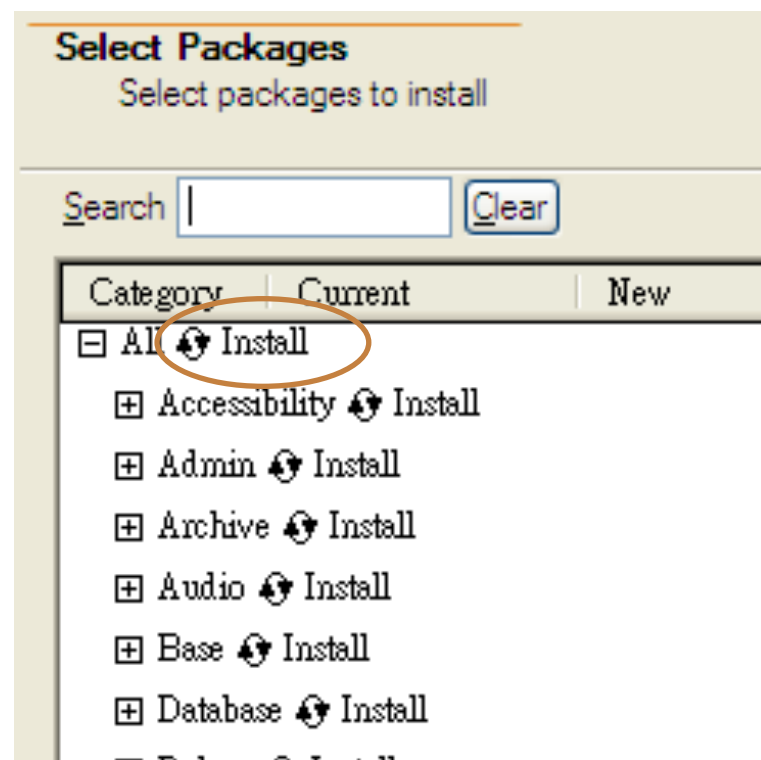 Select Packages
Select packages to install
Search Clear
Category Current New
All Install
Accessibility Install
Admin Install
Archive Install
Audio Install
Base Install
Database Install